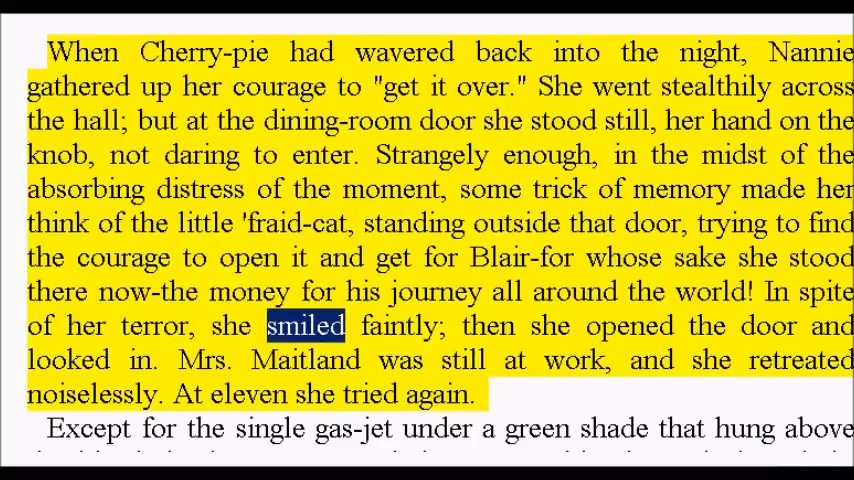 When Cherry-pie had wavered back into the night, Nannie
gathered up her courage to "get it over." She went stealthily across
the hall; but at the dining-room door she stood still, her hand on the
knob, not daring to enter. Strangely enough, in the midst of the
absorbing distress of the moment, some trick of memory made her
think of the little 'fraid-cat, standing outside that door, trying to find
the courage to open it and get for Blair-for whose sake she stood
there now-the money for his journey all around the world! In spite
of her terror, she smiled faintly; then she opened the door and
looked in. Mrs. Maitland was still at work, and she retreated
noiselessly. At eleven she tried again.
Except for the single gas-jet under a green shade that hung above